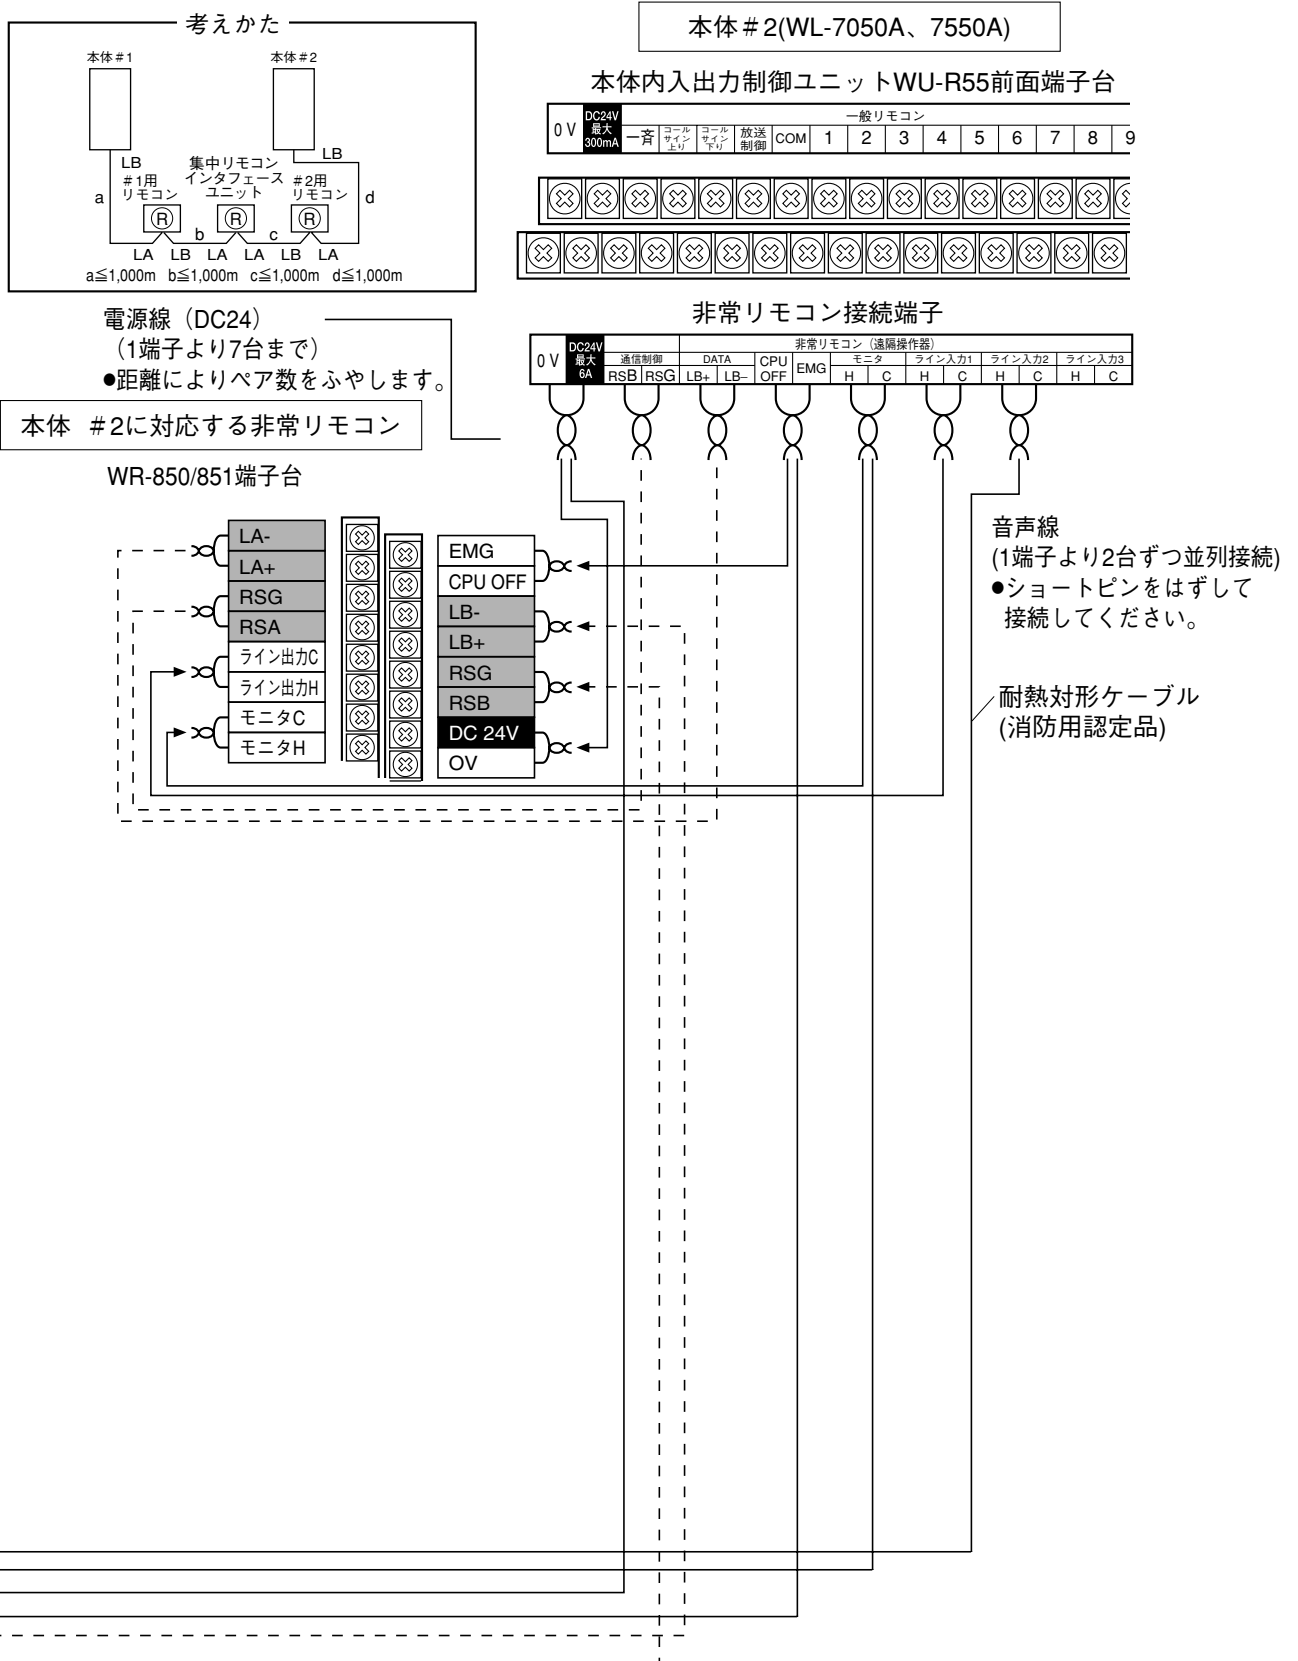 考えかた
本体＃1
本体＃2
LB
LB
集中リモコン
インタフェース
ユニット
＃1用
リモコン
＃2用
リモコン
a
d
R
R
R
b
c
LA LB LA LA LB LA
a≦1,000m b≦1,000m c≦1,000m d≦1,000m
本体＃2(WL-7050A、7550A)
本体内入出力制御ユニットWU-R55前面端子台
0 V
DC24V
最大
300mA
一般リモコン
一斉
コール
サイン
上り
コール
サイン
下り
放送
制御
COM 1 2 3 4 5 6 7 8 9
電源線（DC24）
（1端子より7台まで）
●距離によりペア数をふやします。
本体 ＃2に対応する非常リモコン
非常リモコン接続端子
0 V
DC24V
最大
6A
非常リモコン（遠隔操作器）
通信制御
RSB RSG
DATA
LB+ LB−
CPU
OFF
EMG
モニタ
H C
ライン入力1
H C
ライン入力2
H C
ライン入力3
H C
WR-850/851端子台
LA-
LA+
RSG
RSA
ライン出力C
ライン出力H
モニタC
モニタH
EMG
CPU OFF
LB-
LB+
RSG
RSB
DC 24V
OV
音声線
(1端子より2台ずつ並列接続)
●ショートピンをはずして
接続してください。
耐熱対形ケーブル
(消防用認定品)